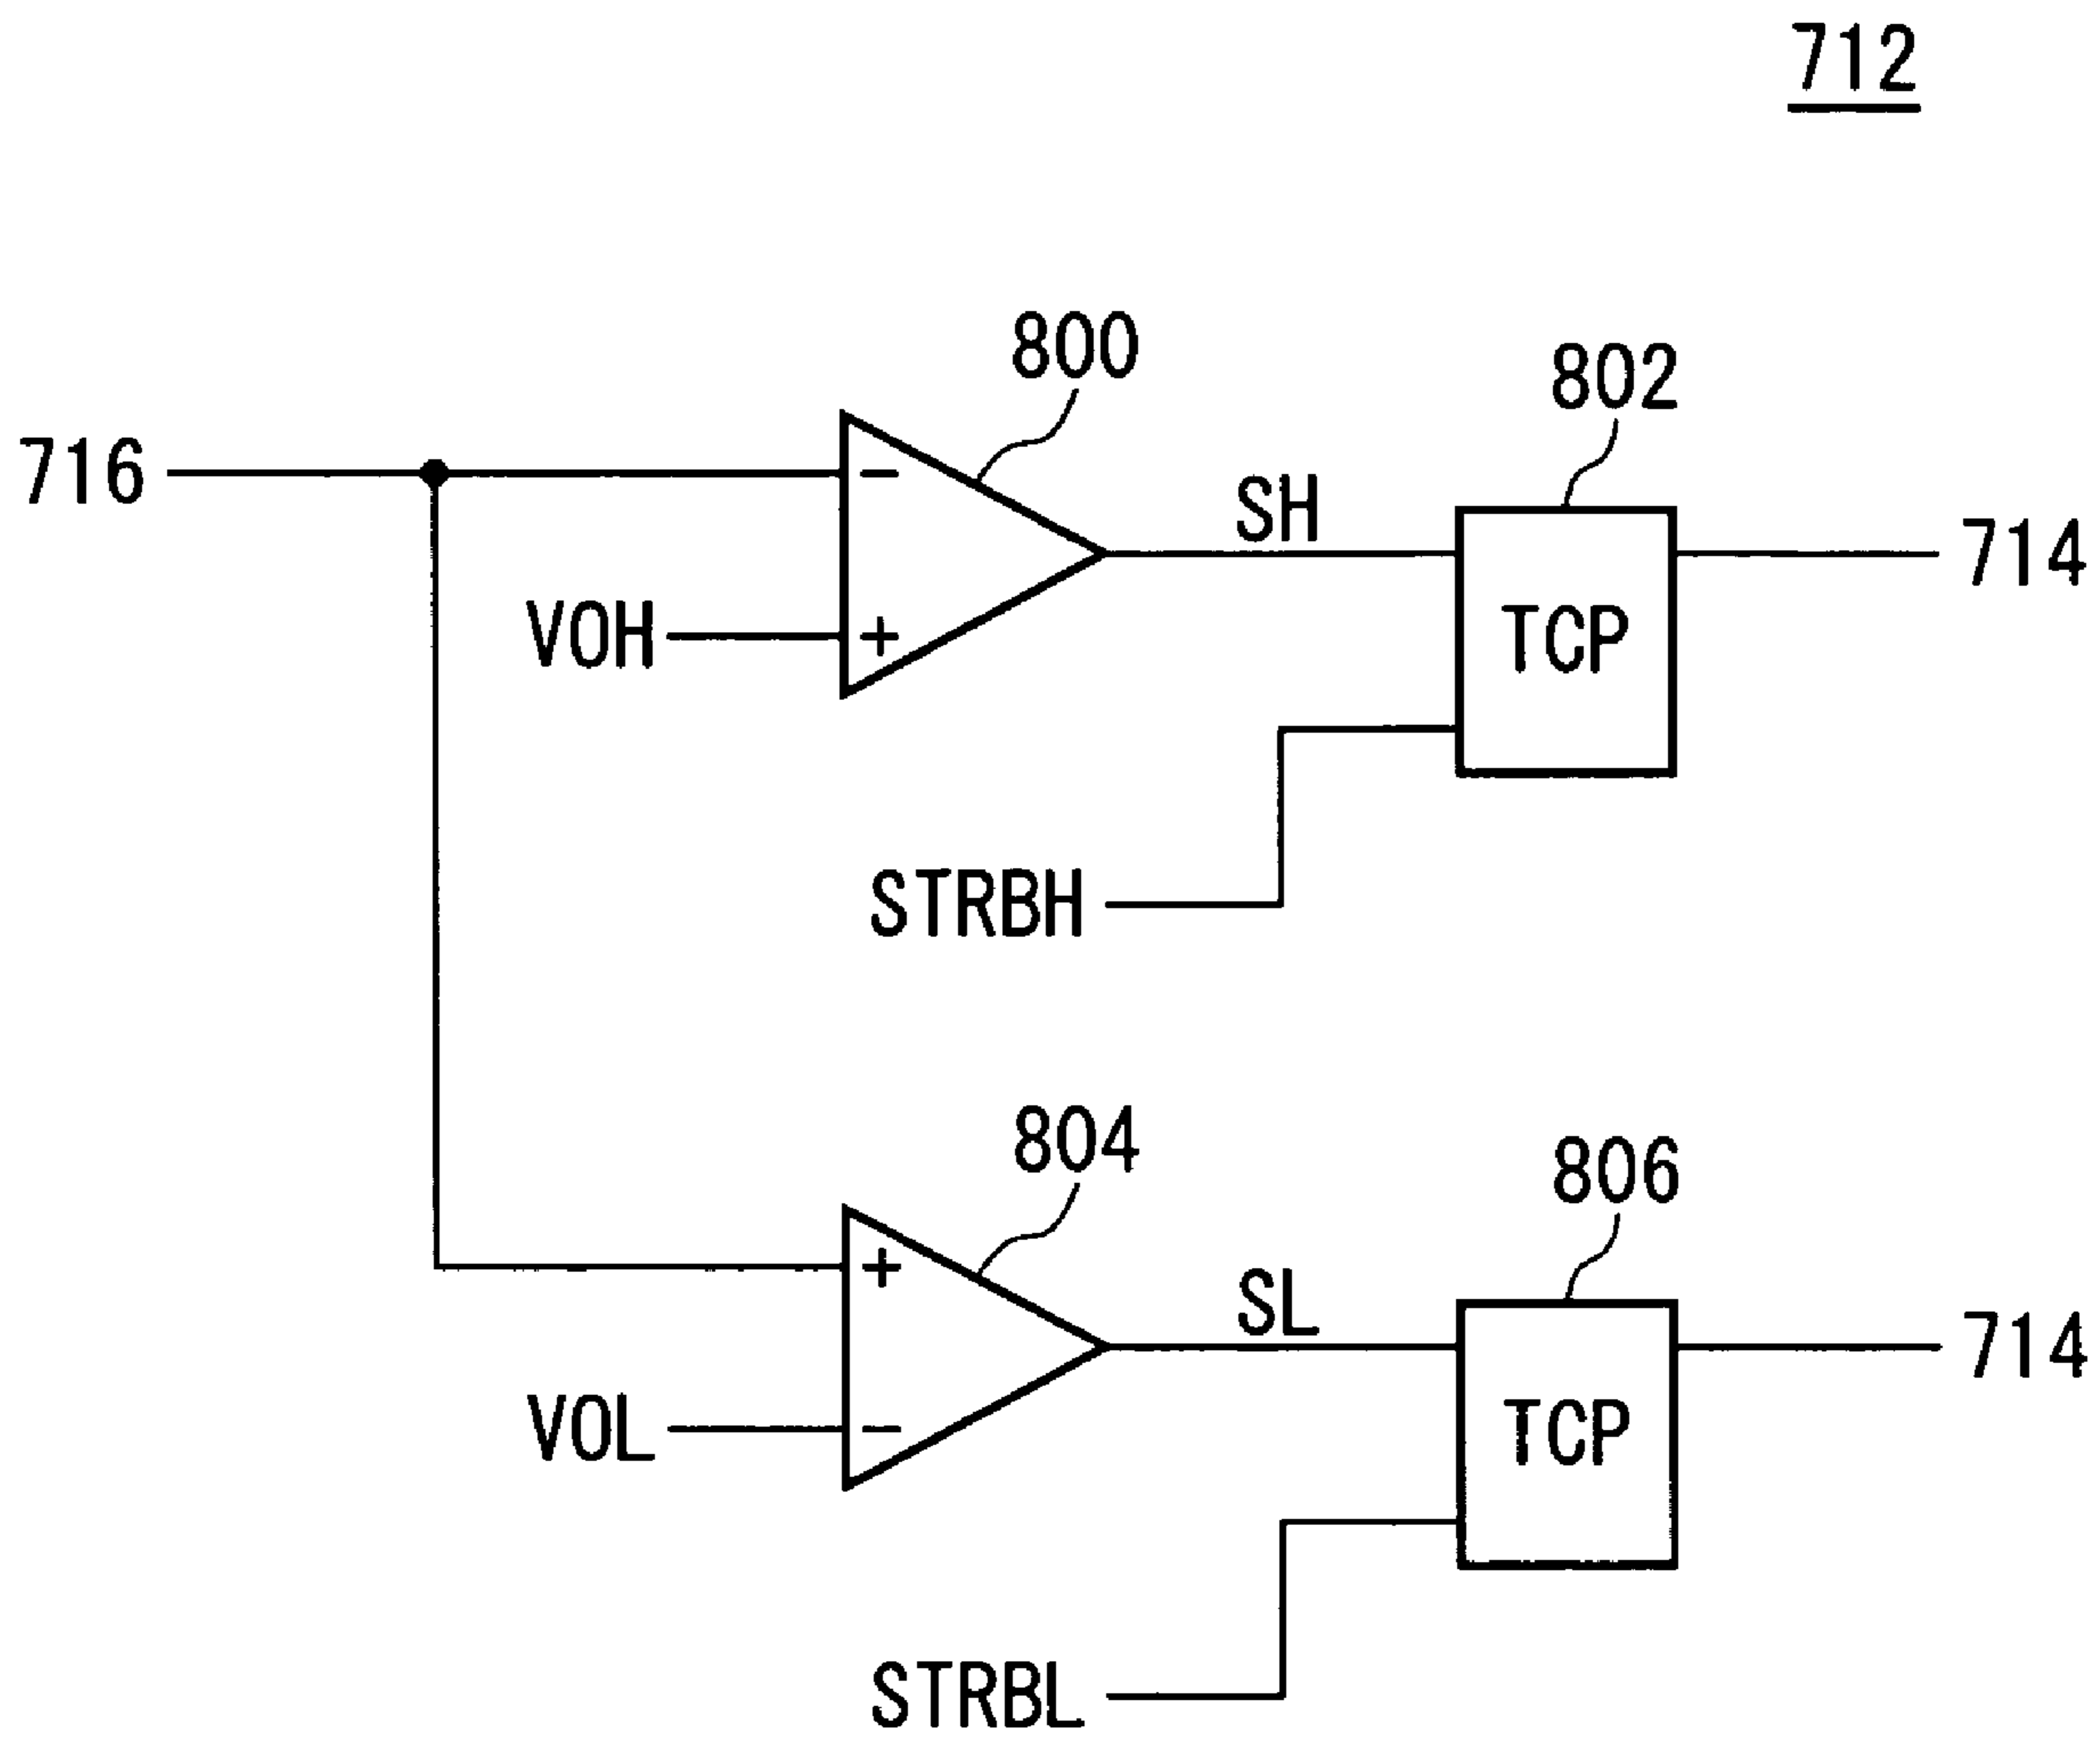 712
800
802
716
−
SH
714
VOH
+
TCP
STRBH
804
806
+
SL
714
VOL
−
TCP
STRBL